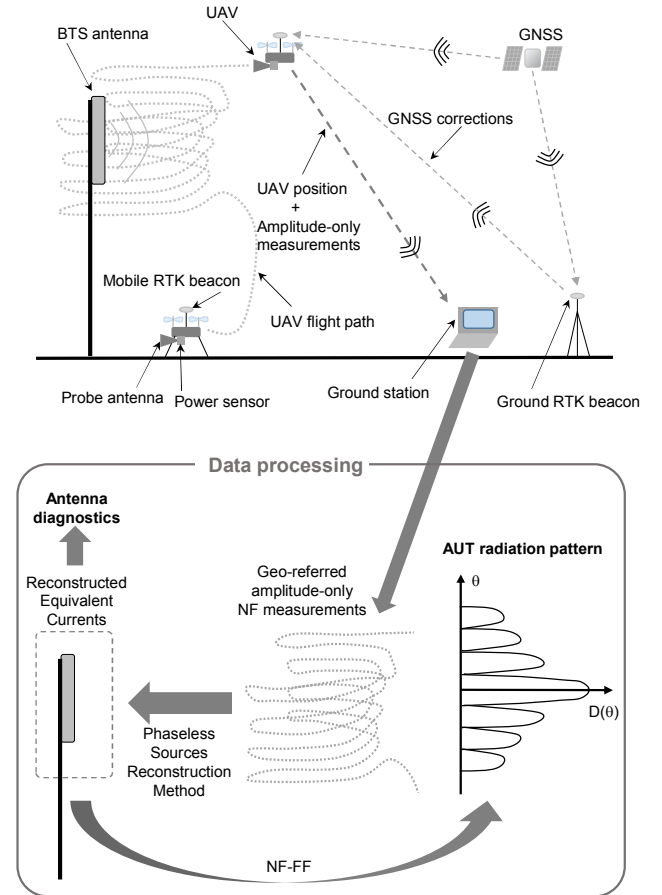 UAV
BTS antenna
GNSS
GNSS corrections
UAV position
+
Amplitude-only
measurements
Mobile RTK beacon
UAV flight path
Probe antenna
Power sensor
Ground station
Ground RTK beacon
Data processing
Antenna
diagnostics
Reconstructed
Equivalent
Currents
Geo-referred
amplitude-only
NF measurements
AUT radiation pattern
θ
D(θ)
Phaseless
Sources
Reconstruction
Method
NF-FF